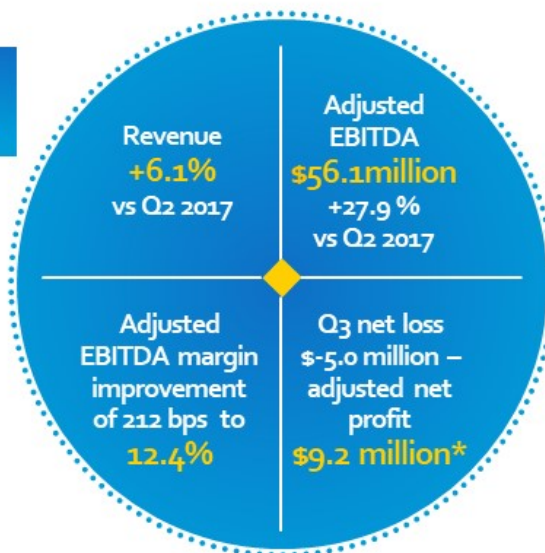 Revenue
+6.1%
vs Q2 2017
Adjusted
EBITDA
$56.1million
+27.9 %
vs Q2 2017
Adjusted
EBITDA margin
improvement
of 212 bps to
12.4%
Q3 net loss
$-5.0 million –
adjusted net
profit
$9.2 million*